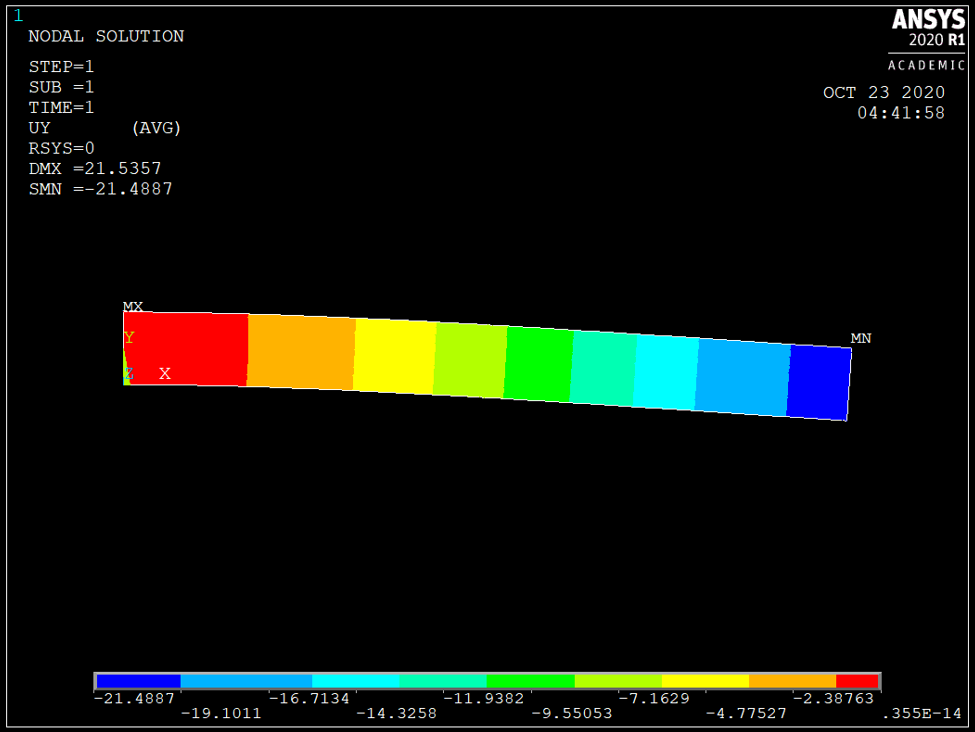 1
NODAL SOLUTION
STEP=1
SUB =1
TIME=1
UY (AVG)
RSYS=0
DMX =21.5357
SMN =-21.4887
ANSYS
2020 R1
ACADEMIC
OCT 23 2020
04:41:58
MX
Y
Z X
MN
-21.4887 -16.7134 -11.9382 -7.1629 -2.38763
-19.1011 -14.3258 -9.55053 -4.77527 .355E-14